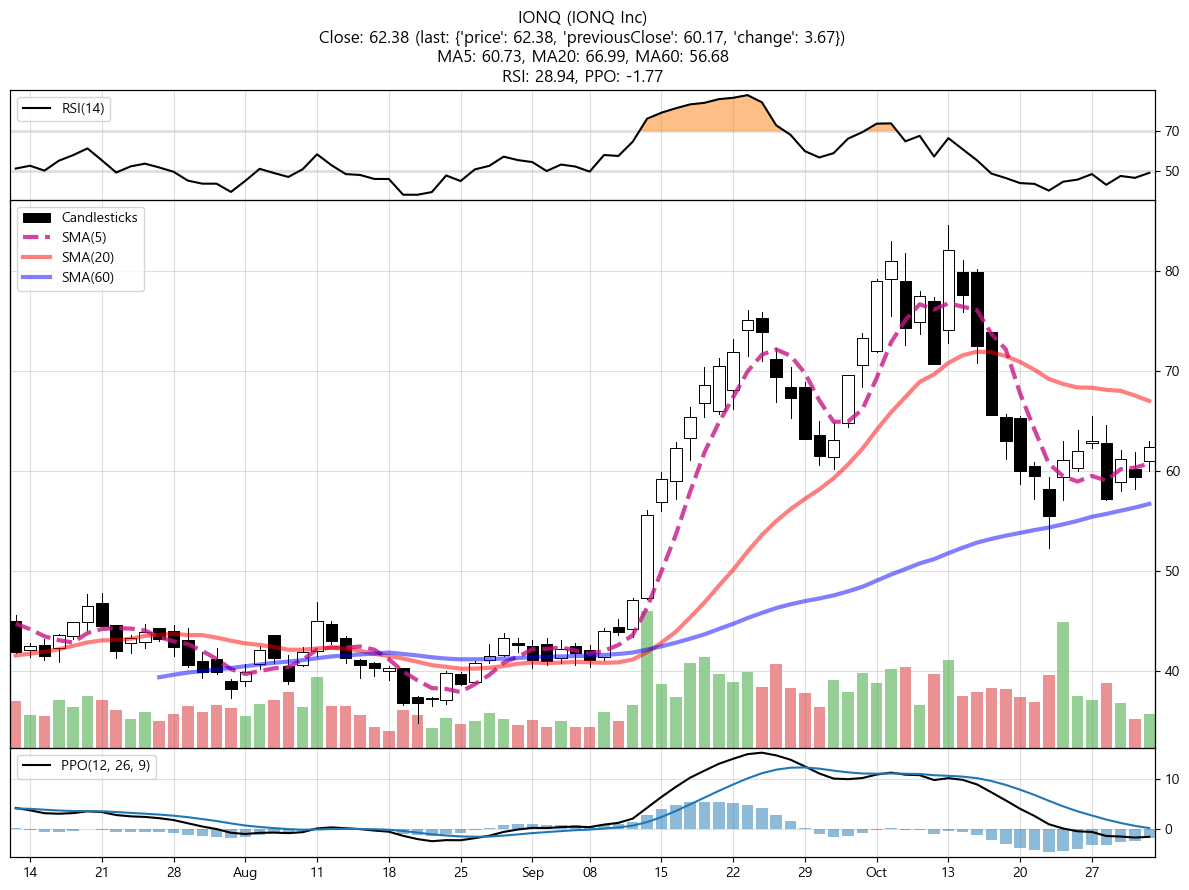 IONQ (IONQ Inc)
Close: 62.38 (last: {'price': 62.38, 'previousClose': 60.17, 'change': 3.67})
MA5: 60.73, MA20: 66.99, MA60: 56.68
RSI: 28.94, PPO: -1.77
RSI(14)
70
50
Candlesticks
SMA(5)
SMA(20)
SMA(60)
80
70
60
50
40
PPO(12, 26, 9)
10
0
14 21 28 Aug 11 18 25 Sep 08 15 22 29 Oct 13 20 27